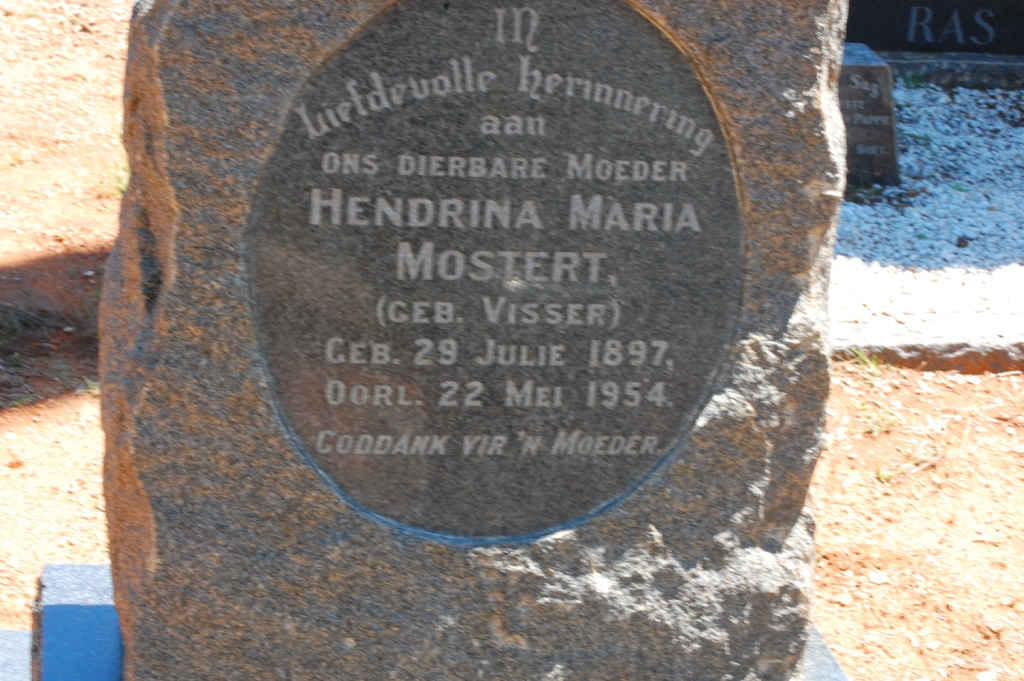 In
Liefdevolle herinnering
aan
ONS DIERBARE MOEDER
HENDRINA MARIA
MOSTERT,
(GEB. VISSER)
GEB. 29 JULIE 1897,
OORL. 22 MEI 1954.
GODDANK VIR 'N MOEDER.
RAS